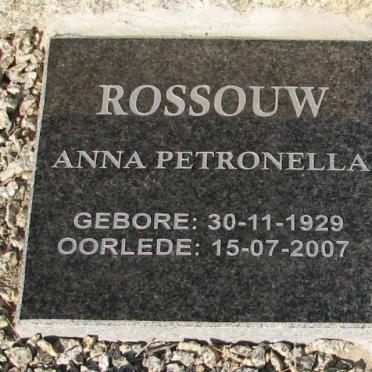 ROSSOUW
ANNA PETRONELLA
GEBORE: 30-11-1929
OORLEDE: 15-07-2007